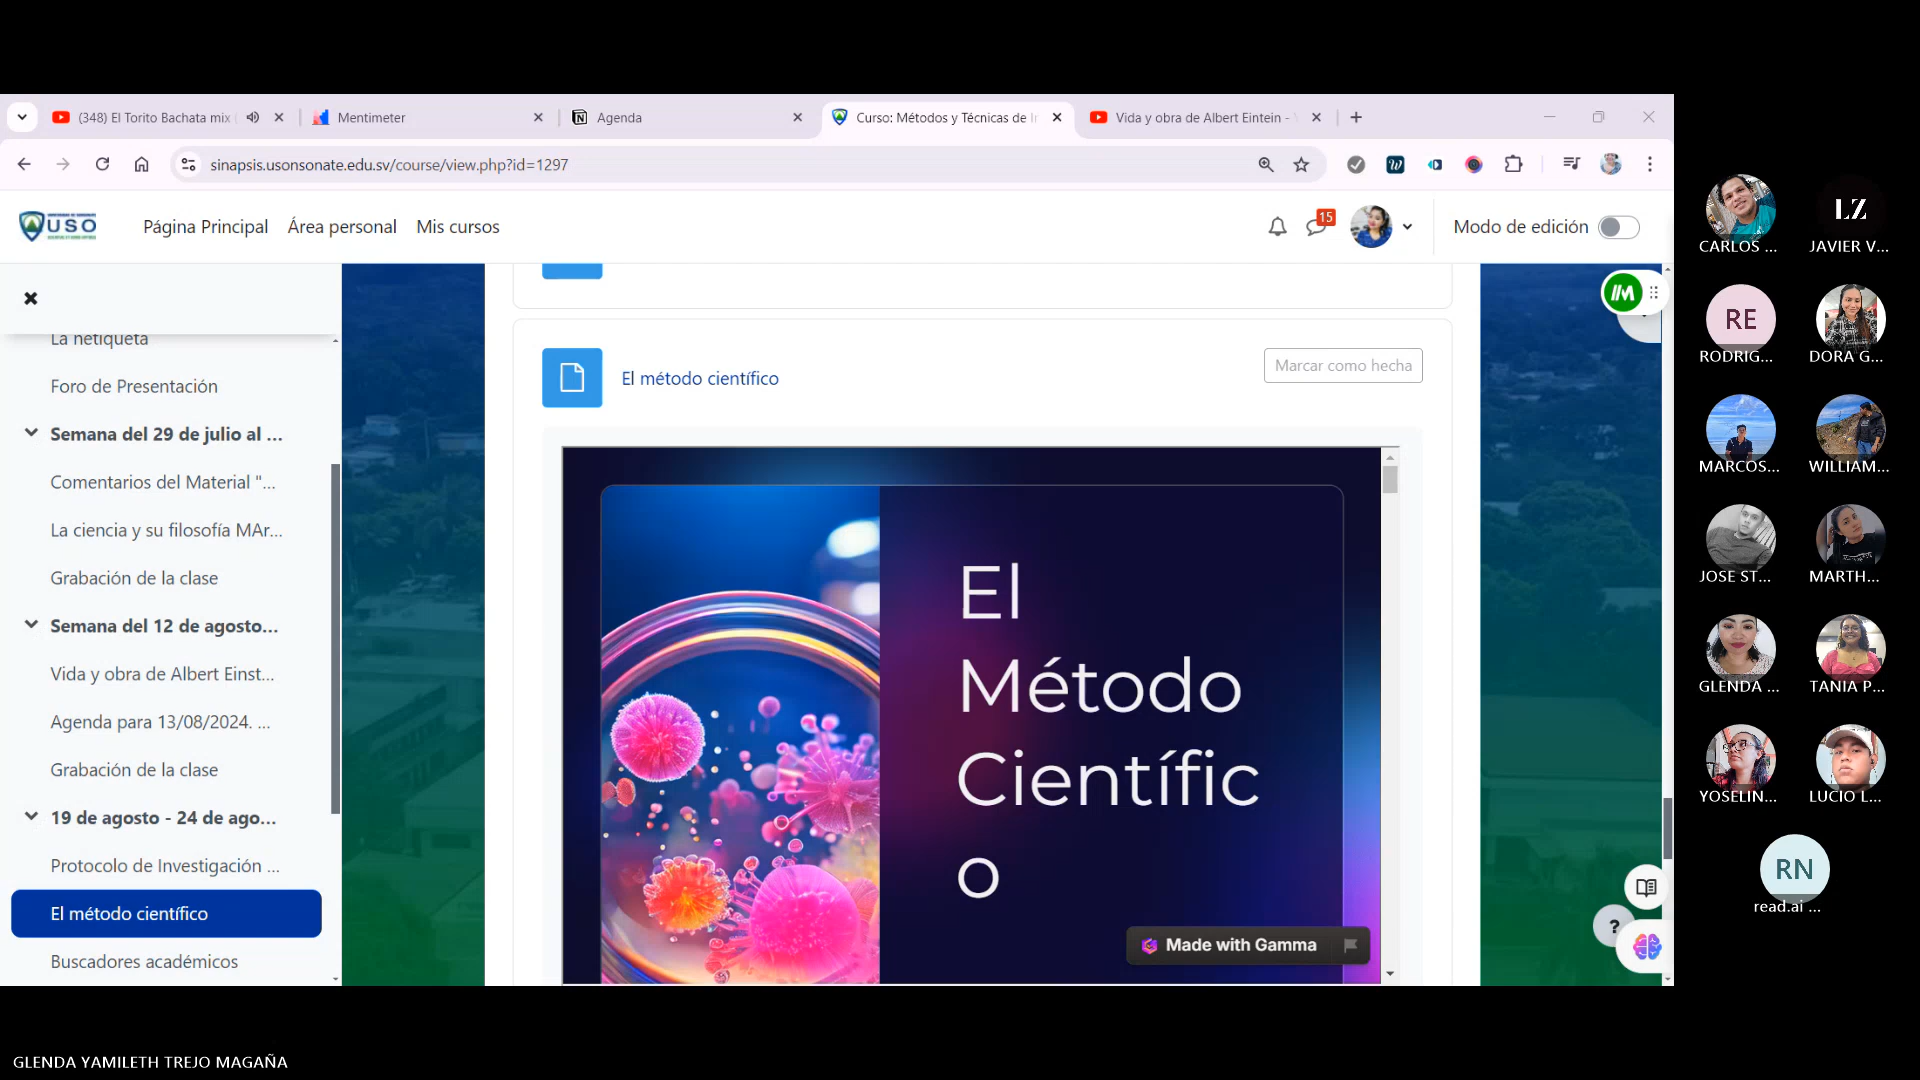 (348) El Torito Bachata mix
Mentimeter
Agenda
Curso: Métodos y Técnicas de In
Vida y obra de Albert Eintein -
sinapsis.usonsonate.edu.sv/course/view.php?id=1297
USO
Página Principal
Área personal
Mis cursos
15
Modo de edición
La netiqueta
Foro de Presentación
Semana del 29 de julio al ...
Comentarios del Material "...
La ciencia y su filosofía MAr...
Grabación de la clase
Semana del 12 de agosto...
Vida y obra de Albert Einst...
Agenda para 13/08/2024. ...
Grabación de la clase
19 de agosto - 24 de ago...
Protocolo de Investigación ...
El método científico
Buscadores académicos
El método científico
Marcar como hecha
El
Método
Científic
o
Made with Gamma
?
CARLOS ...
LZ
JAVIER V...
RE
RODRIG...
DORA G...
MARCOS...
WILLIAM...
JOSE ST...
MARTH...
GLENDA ...
TANIA P...
YOSELIN...
LUCIO L...
RN
read.ai ...
GLENDA YAMILETH TREJO MAGAÑA